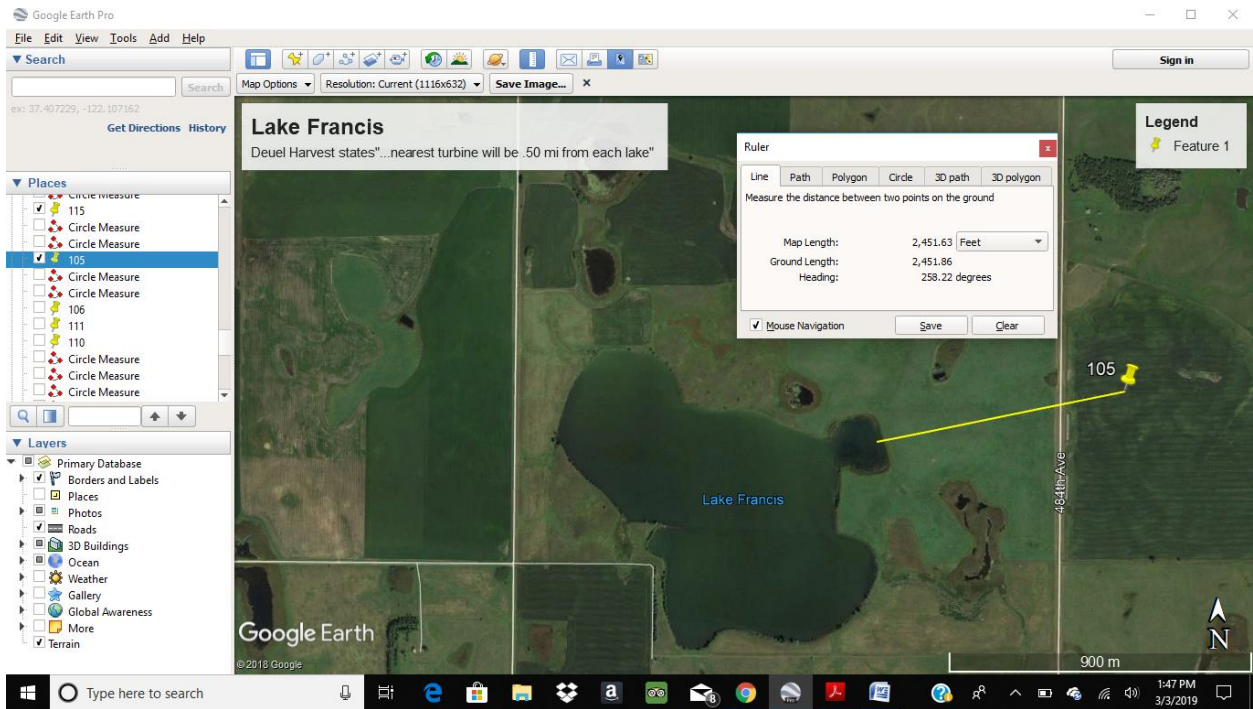 Google Earth Pro
File Edit View Tools Add Help
▼ Search
Search
ex: 37.407229, -122.107162
Get Directions History
▼ Places
Circle Measure
115
Circle Measure
Circle Measure
105
Circle Measure
Circle Measure
106
111
110
Circle Measure
Circle Measure
Circle Measure
▼ Layers
Primary Database
Borders and Labels
Places
Photos
Roads
3D Buildings
Ocean
Weather
Gallery
Global Awareness
More
Terrain
Sign in
Map Options Resolution: Current (1116x632) Save Image... ×
Lake Francis
Deuel Harvest states"...nearest turbine will be .50 mi from each lake"
Legend
Feature 1
Ruler x
Line Path Polygon Circle 3D path 3D polygon
Measure the distance between two points on the ground
Map Length: 2,451.63 Feet
Ground Length: 2,451.86
Heading: 258.22 degrees
Mouse Navigation Save Clear
105
484th Ave
Lake Francis
Google Earth
© 2018 Google
900 m
N
Type here to search
a
8
1:47 PM
3/3/2019